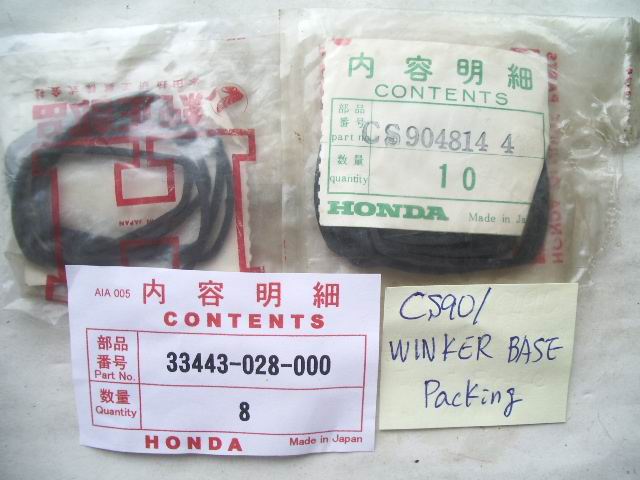 内容明細
CONTENTS
部品
番号
part no.
CS904814 4
数量
quantity
10
HONDA
Made in Japan
AIA 005
内容明細
CONTENTS
部品
番号
Part No.
33443-028-000
数量
Quantity
8
HONDA
Made in Japan
CS90/
WINKER BASE
Packing